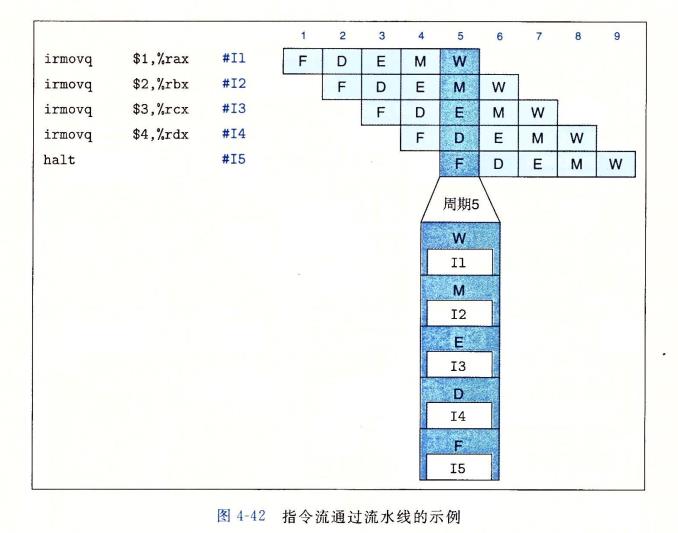 1 2 3 4 5 6 7 8 9
irmovq $1,%rax #I1 F D E M W
irmovq $2,%rbx #I2 F D E M W
irmovq $3,%rcx #I3 F D E M W
irmovq $4,%rdx #I4 F D E M W
halt #I5 F D E M W
周期5
W
I1
M
I2
E
I3
D
I4
F
I5
图 4-42 指令流通过流水线的示例